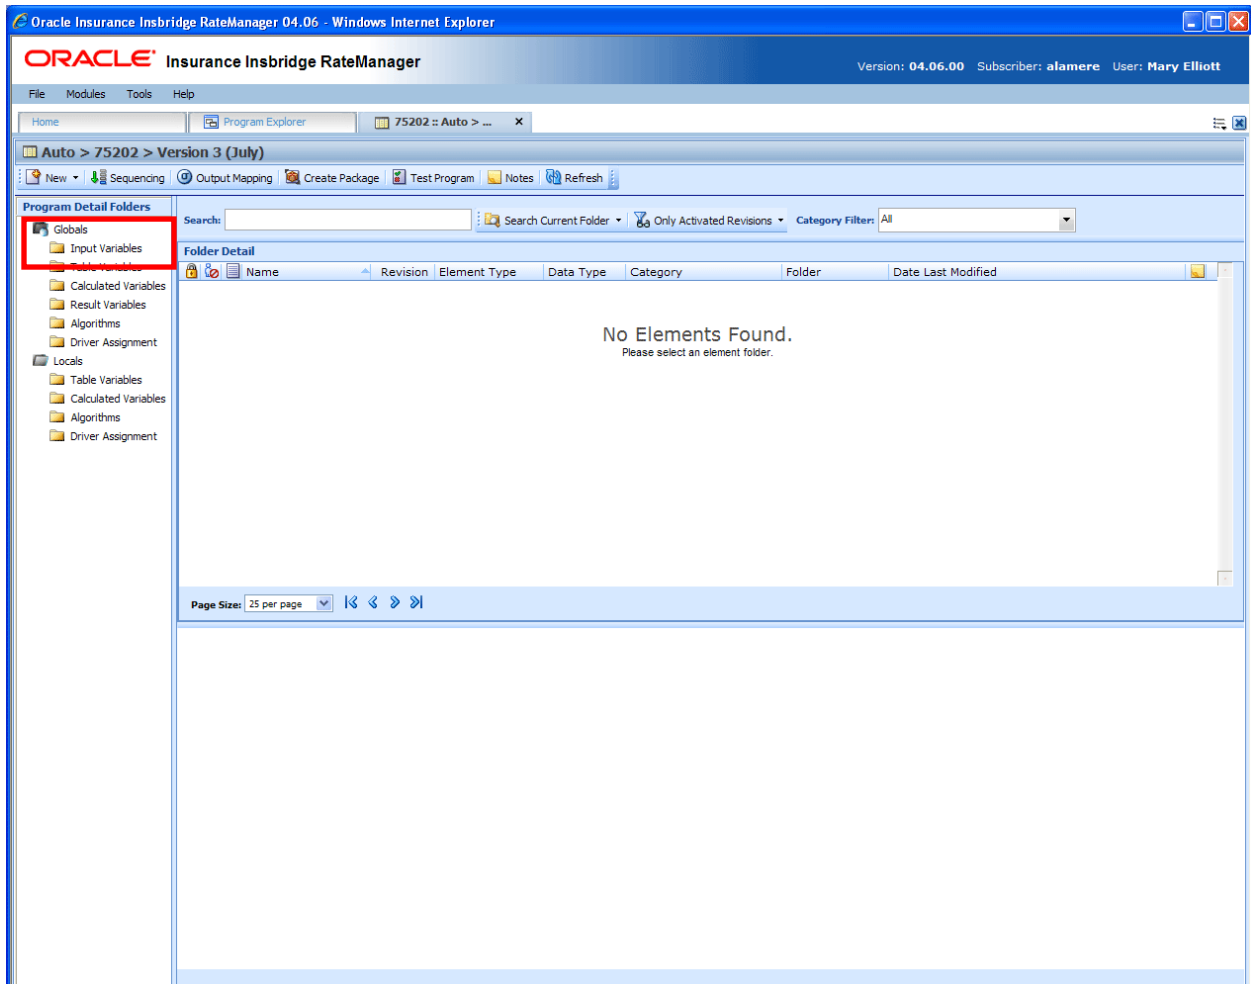 Oracle Insurance Insbridge RateManager 04.06 - Windows Internet Explorer
ORACLE Insurance Insbridge RateManager
Version: 04.06.00 Subscriber: alamere User: Mary Elliott
File Modules Tools Help
Home Program Explorer 75202 :: Auto > ... x
Auto > 75202 > Version 3 (July)
New Sequencing Output Mapping Create Package Test Program Notes Refresh
Program Detail Folders
Globals
Input Variables
Table Variables
Calculated Variables
Result Variables
Algorithms
Driver Assignment
Locals
Table Variables
Calculated Variables
Algorithms
Driver Assignment
Search: Search Current Folder Only Activated Revisions Category Filter: All
Folder Detail
Name Revision Element Type Data Type Category Folder Date Last Modified
No Elements Found.
Please select an element folder.
Page Size: 25 per page